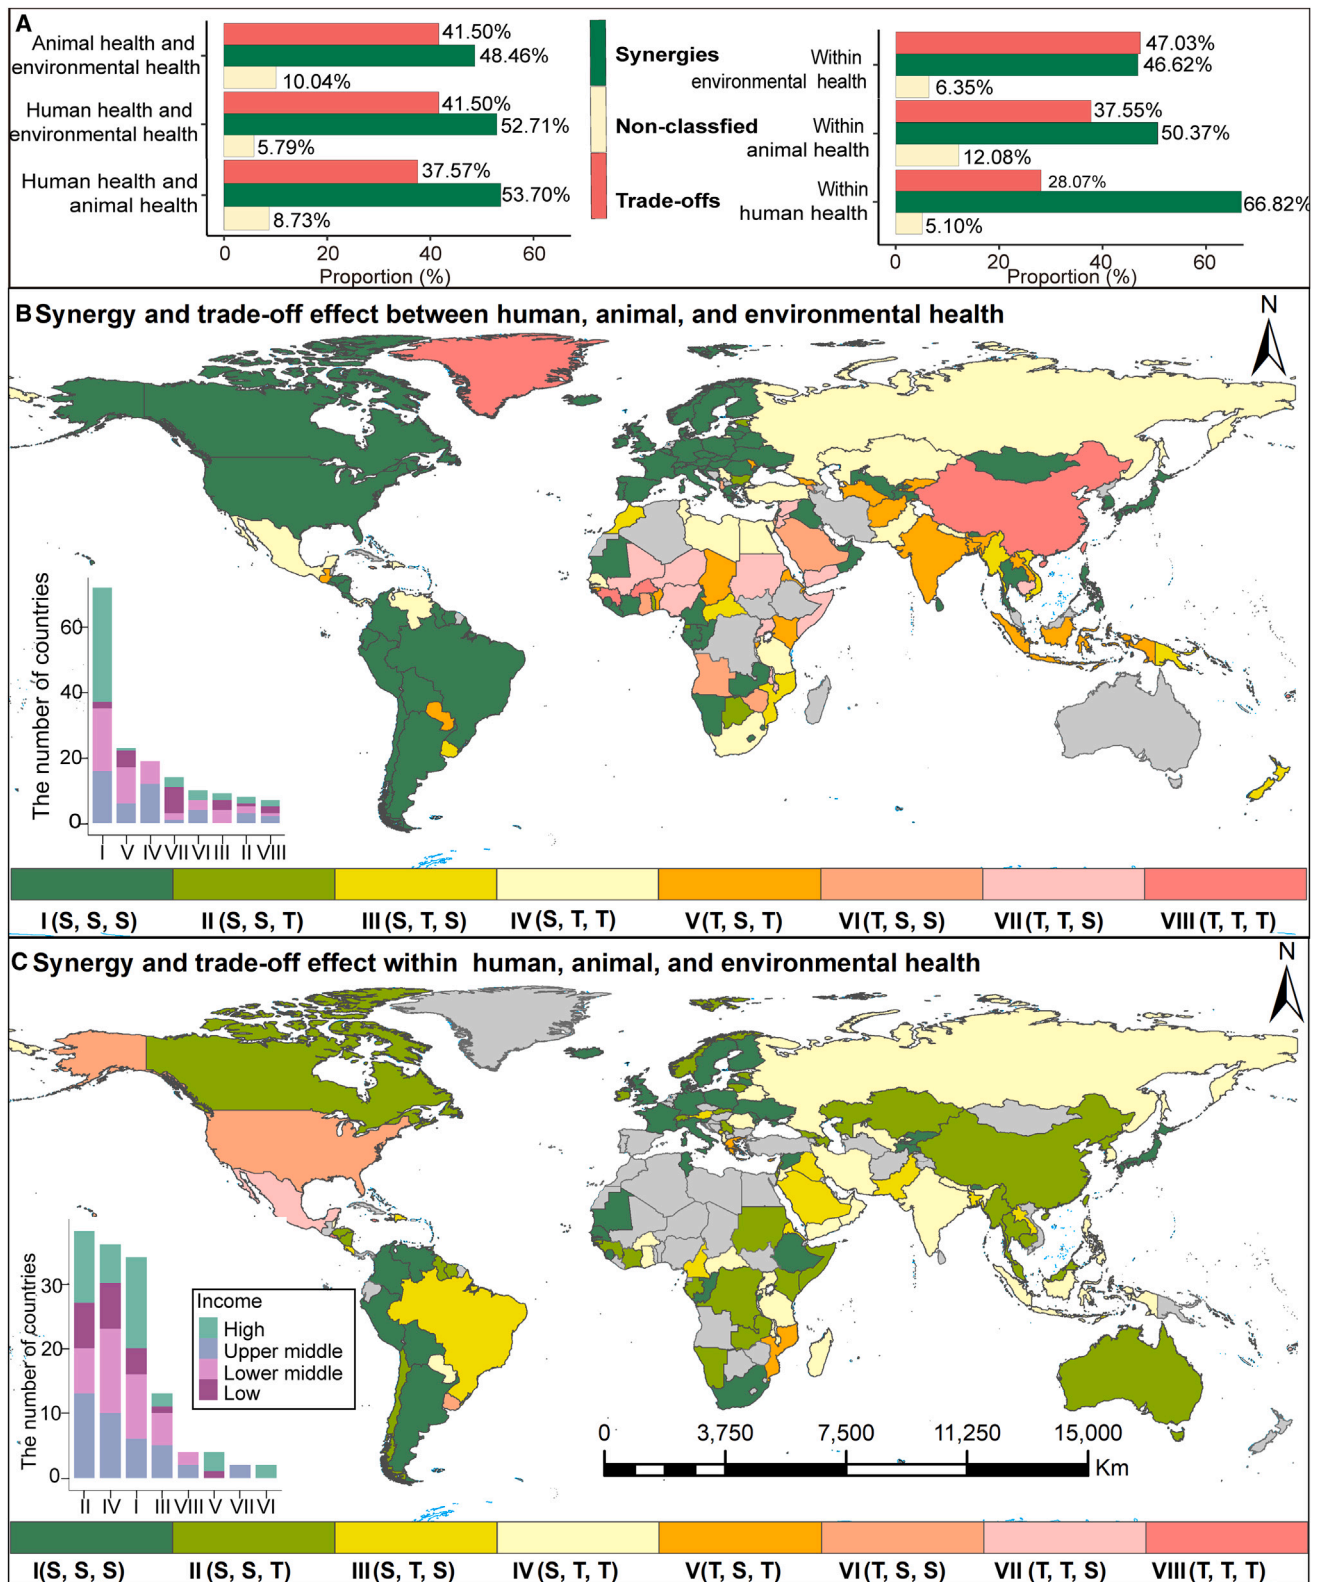 A
Animal health and
environmental health
41.50%
48.46%
10.04%
Human health and
environmental health
41.50%
52.71%
5.79%
Human health and
animal health
37.57%
53.70%
8.73%
0 20 40 60
Proportion (%)
Synergies
Non-classfied
Trade-offs
Within
environmental health
47.03%
46.62%
6.35%
Within
animal health
37.55%
50.37%
12.08%
Within
human health
28.07%
66.82%
5.10%
0 20 40 60
Proportion (%)
B Synergy and trade-off effect between human, animal, and environmental health
N
The number of countries
60
40
20
0
I V IV VII VI III II VIII
I (S, S, S) II (S, S, T) III (S, T, S) IV (S, T, T) V(T, S, T) VI (T, S, S) VII (T, T, S) VIII (T, T, T)
C Synergy and trade-off effect within human, animal, and environmental health
N
The number of countries
30
20
10
0
II IV I III VIII V VII VI
Income
High
Upper middle
Lower middle
Low
0 3,750 7,500 11,250 15,000
Km
I(S, S, S) II (S, S, T) III (S, T, S) IV (S, T, T) V(T, S, T) VI (T, S, S) VII (T, T, S) VIII (T, T, T)